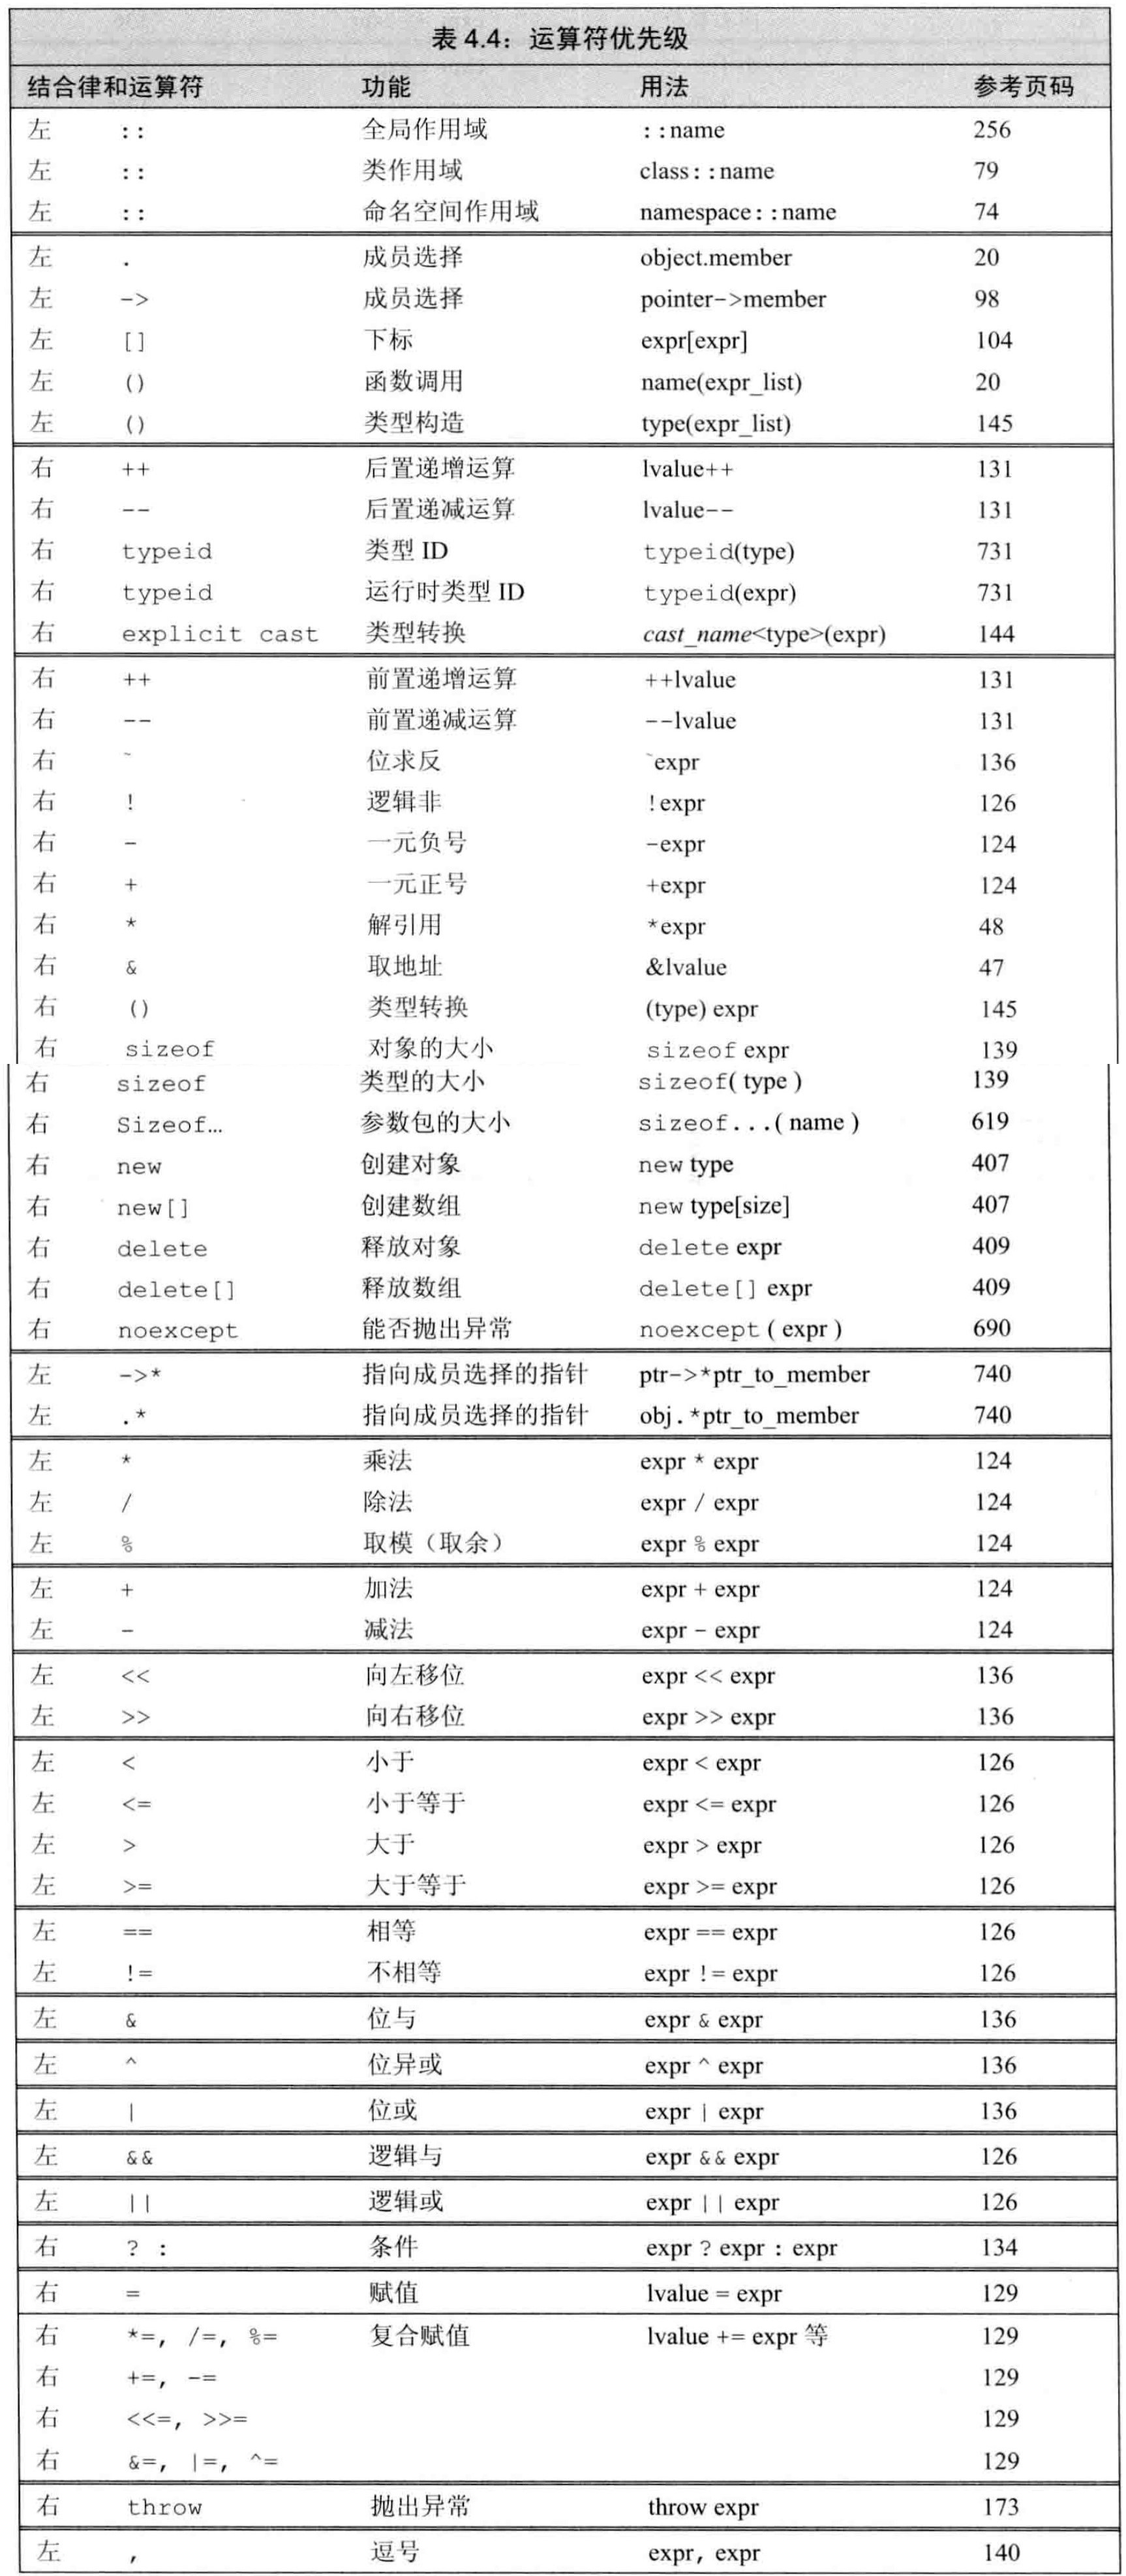 表 4.4：运算符优先级
结合律和运算符 功能 用法 参考页码
左 :: 全局作用域 ::name 256
左 :: 类作用域 class::name 79
左 :: 命名空间作用域 namespace::name 74
左 . 成员选择 object.member 20
左 -> 成员选择 pointer->member 98
左 [] 下标 expr[expr] 104
左 () 函数调用 name(expr_list) 20
左 () 类型构造 type(expr_list) 145
右 ++ 后置递增运算 lvalue++ 131
右 -- 后置递减运算 lvalue-- 131
右 typeid 类型 ID typeid(type) 731
右 typeid 运行时类型 ID typeid(expr) 731
右 explicit cast 类型转换 cast_name<type>(expr) 144
右 ++ 前置递增运算 ++lvalue 131
右 -- 前置递减运算 --lvalue 131
右 ~ 位求反 ~expr 136
右 ! 逻辑非 !expr 126
右 - 一元负号 -expr 124
右 + 一元正号 +expr 124
右 * 解引用 *expr 48
右 & 取地址 &lvalue 47
右 () 类型转换 (type) expr 145
右 sizeof 对象的大小 sizeof expr 139
右 sizeof 类型的大小 sizeof( type ) 139
右 Sizeof… 参数包的大小 sizeof...( name ) 619
右 new 创建对象 new type 407
右 new[] 创建数组 new type[size] 407
右 delete 释放对象 delete expr 409
右 delete[] 释放数组 delete[] expr 409
右 noexcept 能否抛出异常 noexcept ( expr ) 690
左 ->* 指向成员选择的指针 ptr->*ptr_to_member 740
左 .* 指向成员选择的指针 obj.*ptr_to_member 740
左 * 乘法 expr * expr 124
左 / 除法 expr / expr 124
左 % 取模（取余） expr % expr 124
左 + 加法 expr + expr 124
左 - 减法 expr - expr 124
左 << 向左移位 expr << expr 136
左 >> 向右移位 expr >> expr 136
左 < 小于 expr < expr 126
左 <= 小于等于 expr <= expr 126
左 > 大于 expr > expr 126
左 >= 大于等于 expr >= expr 126
左 == 相等 expr == expr 126
左 != 不相等 expr != expr 126
左 & 位与 expr & expr 136
左 ^ 位异或 expr ^ expr 136
左 | 位或 expr | expr 136
左 && 逻辑与 expr && expr 126
左 || 逻辑或 expr || expr 126
右 ? : 条件 expr ? expr : expr 134
右 = 赋值 lvalue = expr 129
右 *=, /=, %= 复合赋值 lvalue += expr 等 129
右 +=, -= 129
右 <<=, >>= 129
右 &=, |=, ^= 129
右 throw 抛出异常 throw expr 173
左 , 逗号 expr, expr 140